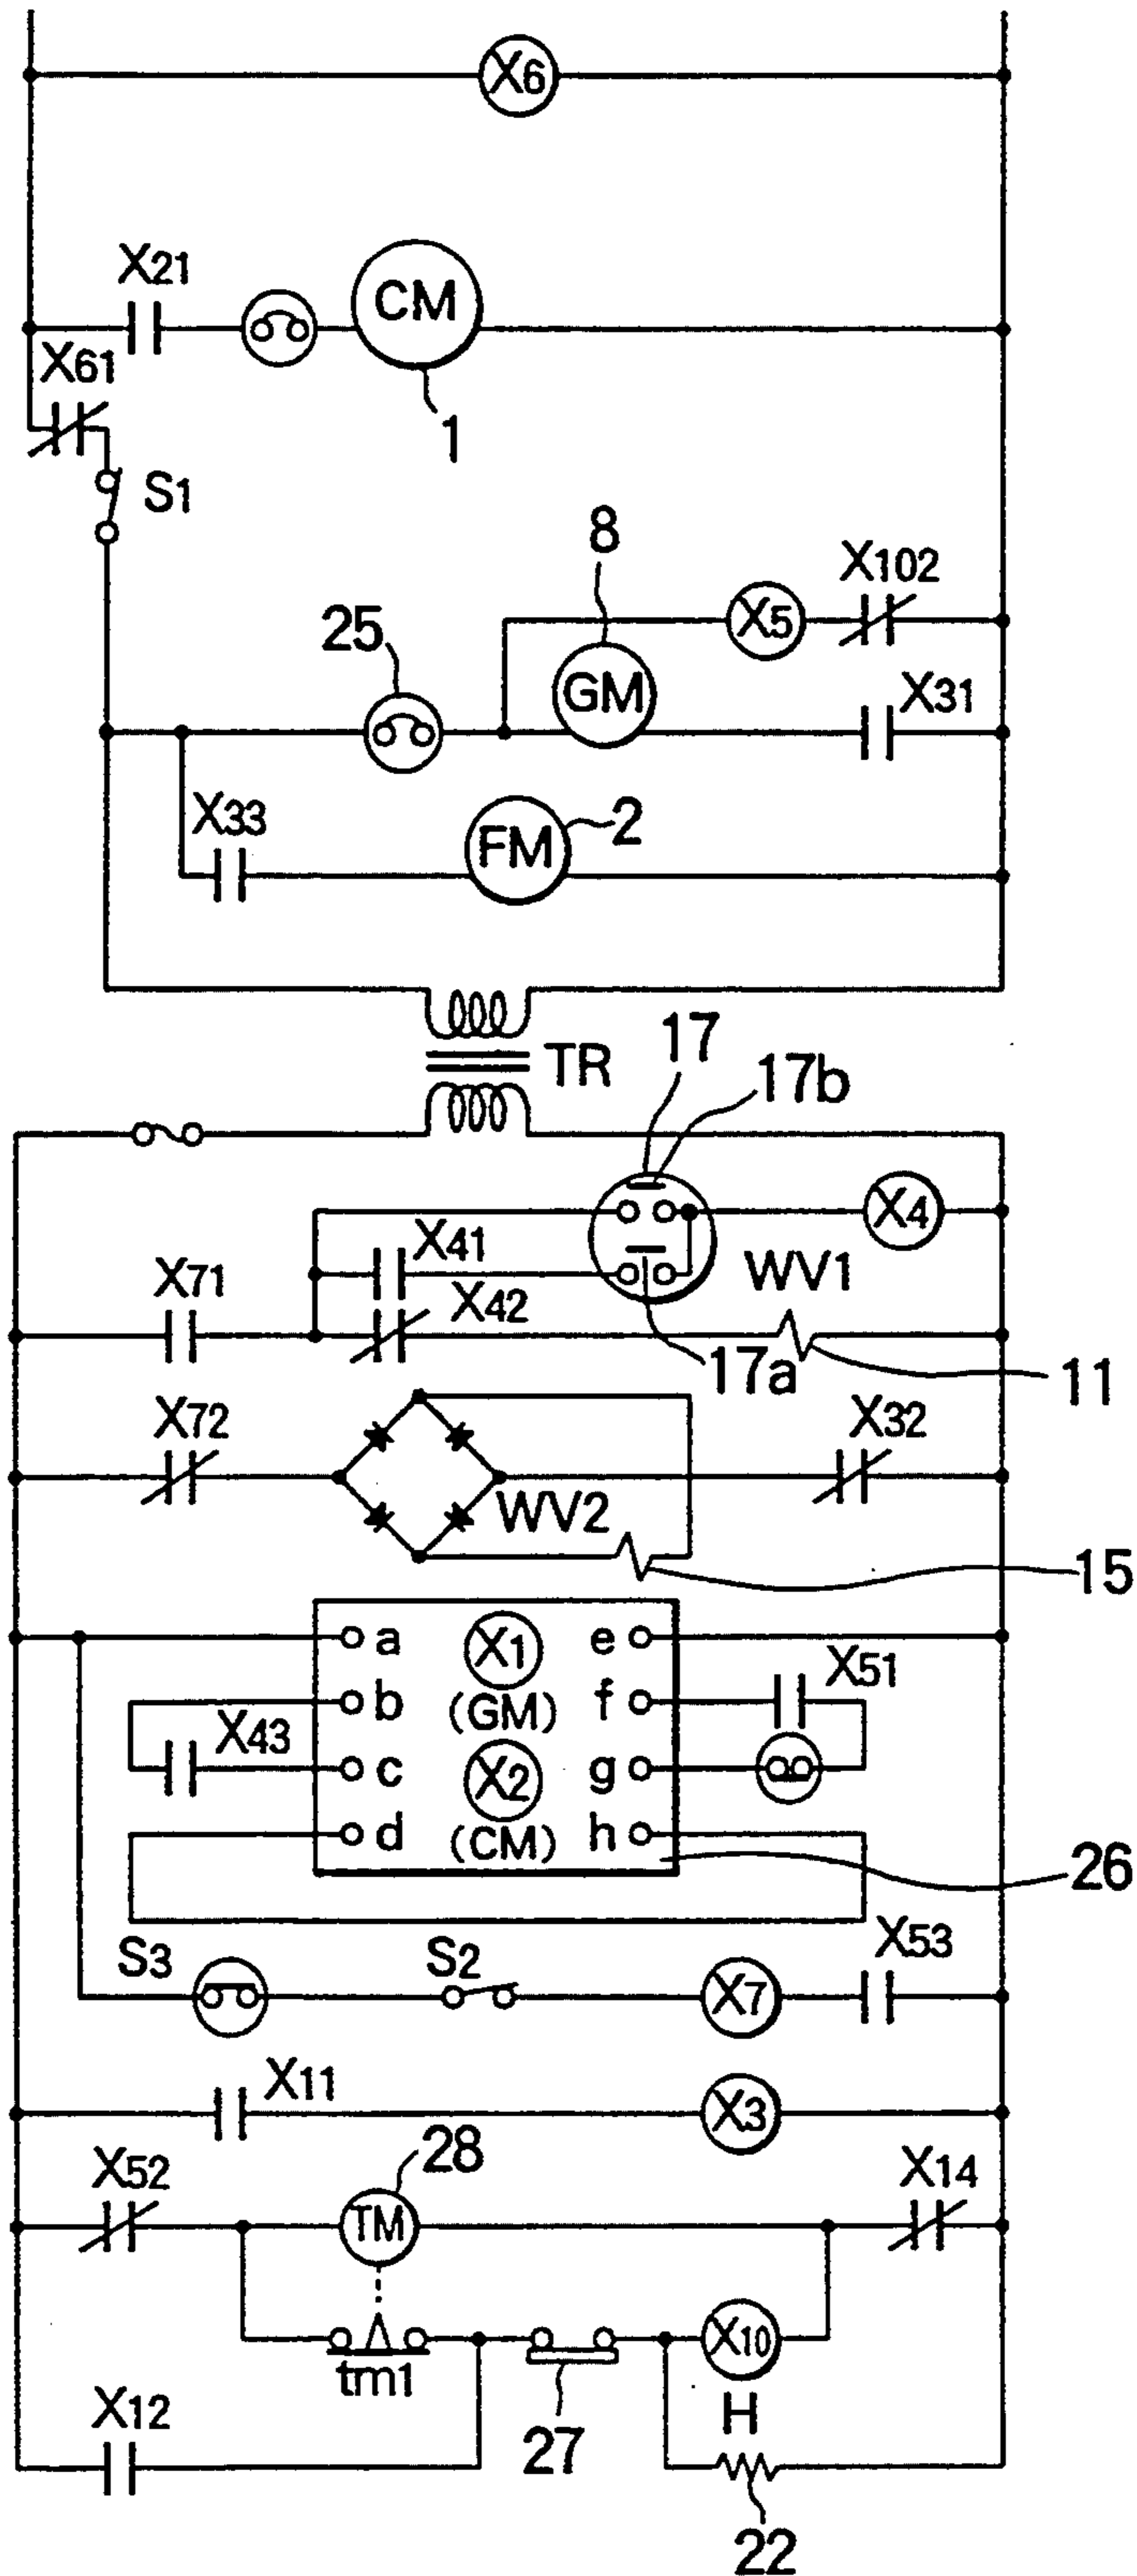 X6
X21
CM
X61
1
S1
8
X102
25
X5
GM
X31
X33
FM
2
TR
17
17b
X4
X41
WV1
X71
X42
17a
11
X72
X32
WV2
15
a
X1
e
X51
b
(GM)
f
X43
c
X2
g
d
(CM)
h
26
S3
S2
X53
X7
X11
X3
28
X52
X14
TM
X10
tm1
X12
27
H
22